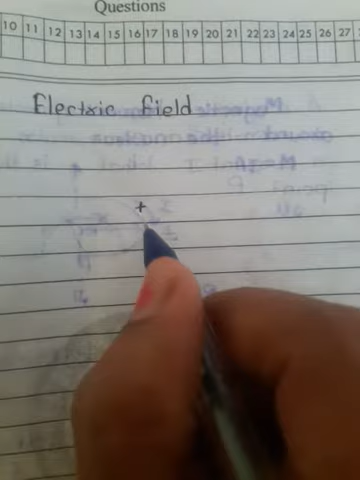 Questions
10 11 12 13 14 15 16 17 18 19 20 21 22 23 24 25 26 27
Electric field
+